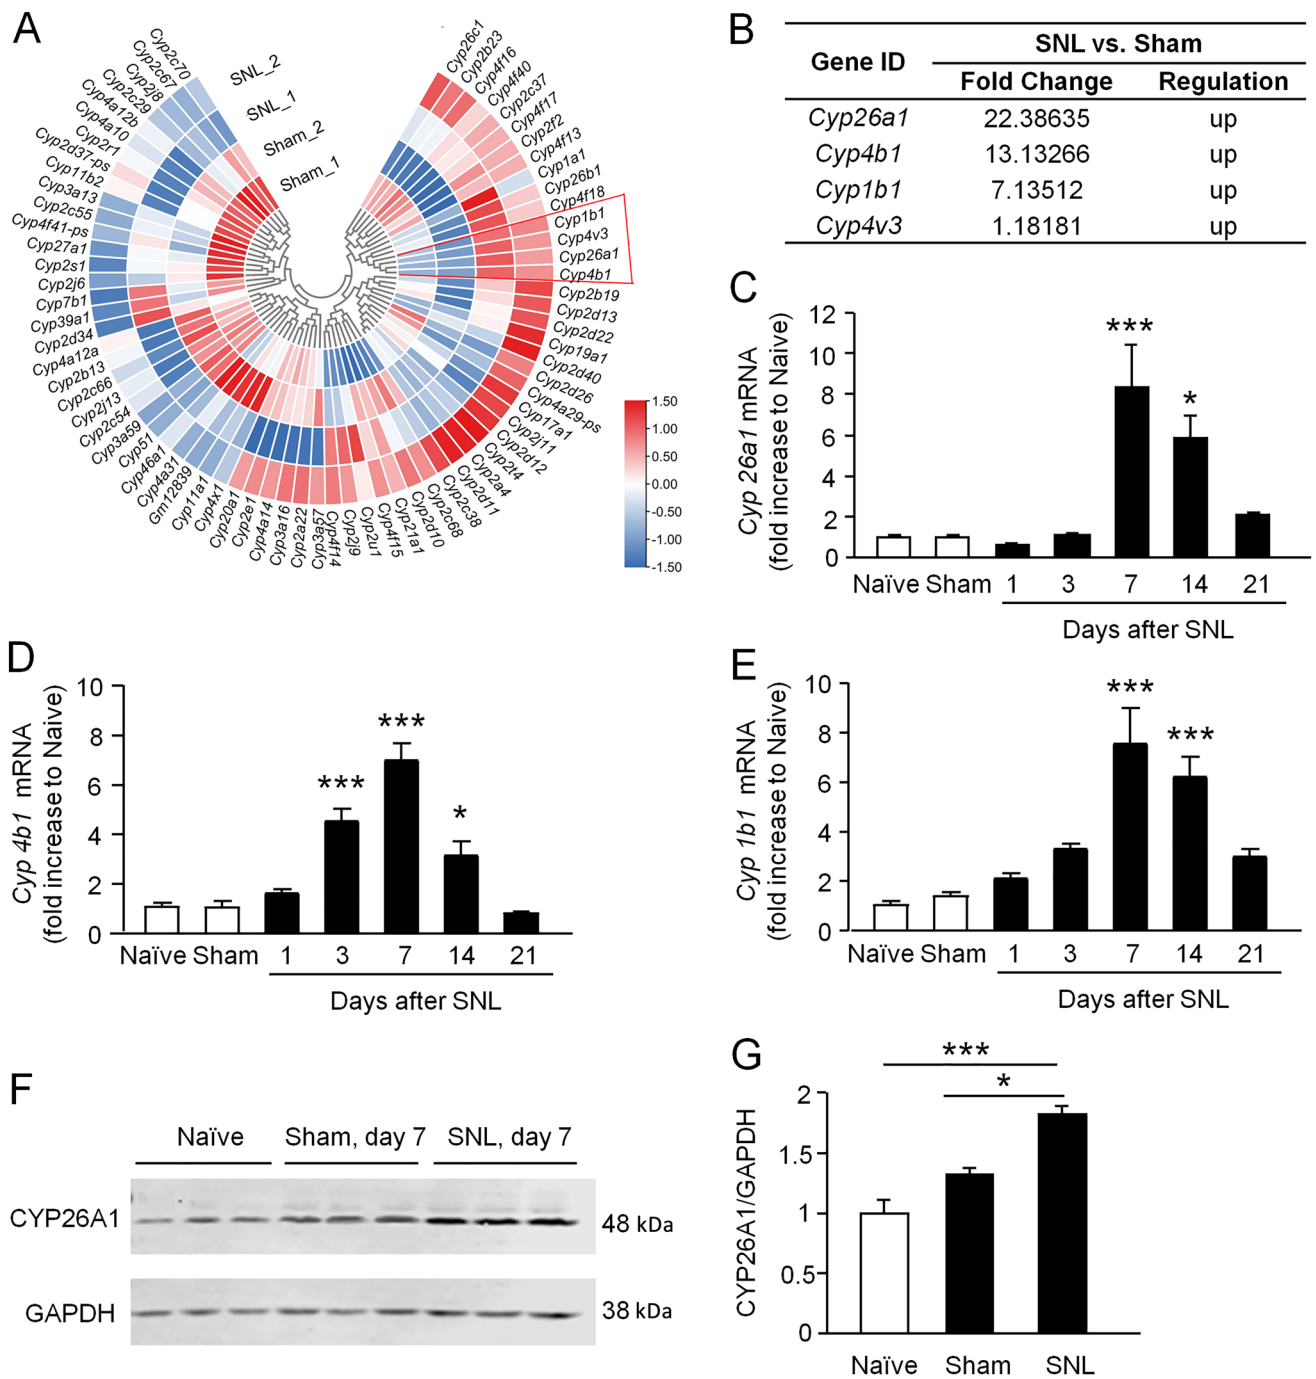 A
Cyp2c70
Cyp2c67
Cyp2j8
Cyp2c29
Cyp4a12b
Cyp4a10
Cyp2r1
Cyp2d37-ps
Cyp11b2
Cyp3a13
Cyp2c55
Cyp4f41-ps
Cyp27a1
Cyp2s1
Cyp2j6
Cyp7b1
Cyp39a1
Cyp2d34
Cyp4a12a
Cyp2b13
Cyp2c66
Cyp2j13
Cyp2c54
Cyp3a59
Cyp51
Cyp46a1
Cyp4a31
Gm12839
Cyp11a1
Cyp4x1
Cyp20a1
Cyp2e1
Cyp4a14
Cyp3a16
Cyp2a22
Cyp3a57
Cyp4f14
Cyp2j9
Cyp2u1
Cyp4f15
Cyp21a1
Cyp2d10
Cyp2c68
Cyp2c38
Cyp2d11
Cyp2a4
Cyp2t4
Cyp2d12
Cyp2j11
Cyp17a1
Cyp4a29-ps
Cyp2d26
Cyp2d40
Cyp19a1
Cyp2d22
Cyp2d13
Cyp2b19
Cyp4b1
Cyp26a1
Cyp4v3
Cyp1b1
Cyp4f18
Cyp26b1
Cyp1a1
Cyp4f13
Cyp2f2
Cyp4f17
Cyp2c37
Cyp4f40
Cyp4f16
Cyp2b23
Cyp26c1
SNL_2
SNL_1
Sham_2
Sham_1
1.50
1.00
0.50
0.00
-0.50
-1.00
-1.50
B
Gene ID
SNL vs. Sham
Fold Change Regulation
Cyp26a1 22.38635 up
Cyp4b1 13.13266 up
Cyp1b1 7.13512 up
Cyp4v3 1.18181 up
C
Cyp 26a1 mRNA
(fold increase to Naive)
12
10
8
6
4
2
0
***
*
Naïve Sham 1 3 7 14 21
Days after SNL
D
Cyp 4b1 mRNA
(fold increase to Naive)
10
8
6
4
2
0
***
***
*
Naïve Sham 1 3 7 14 21
Days after SNL
E
Cyp 1b1 mRNA
(fold increase to Naive)
10
8
6
4
2
0
***
***
Naïve Sham 1 3 7 14 21
Days after SNL
F
Naïve Sham, day 7 SNL, day 7
CYP26A1 48 kDa
GAPDH 38 kDa
G
CYP26A1/GAPDH
2
1.5
1
0.5
0
***
*
Naïve Sham SNL